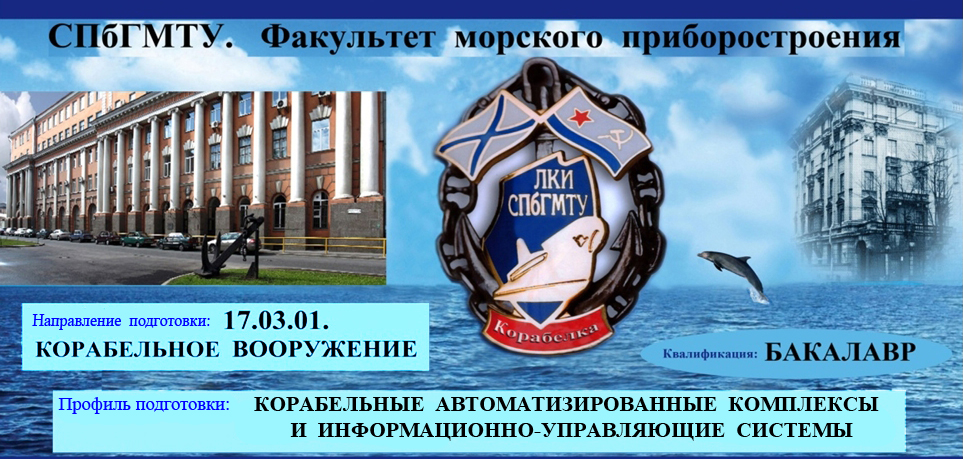 СПбГМТУ. Факультет морского приборостроения
ЛКИ
СПбГМТУ
Корабелка
Направление подготовки: 17.03.01.
КОРАБЕЛЬНОЕ ВООРУЖЕНИЕ
Квалификация: БАКАЛАВР
Профиль подготовки: КОРАБЕЛЬНЫЕ АВТОМАТИЗИРОВАННЫЕ КОМПЛЕКСЫ
И ИНФОРМАЦИОННО-УПРАВЛЯЮЩИЕ СИСТЕМЫ